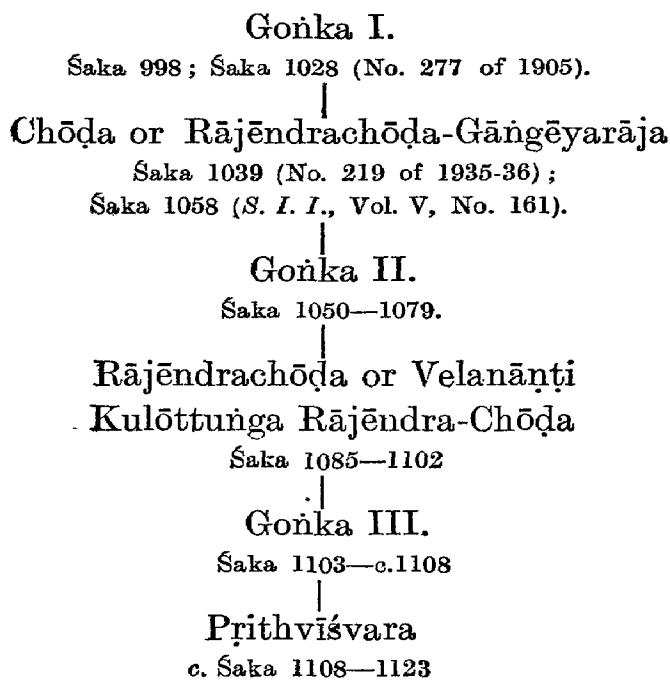 Goṅka I.
Śaka 998 ; Śaka 1028 (No. 277 of 1905).
Chōḍa or Rājēndrachōḍa-Gāṅgēyarāja
Śaka 1039 (No. 219 of 1935-36) ;
Śaka 1058 (S. I. I., Vol. V, No. 161).
Goṅka II.
Śaka 1050—1079.
Rājēndrachōḍa or Velanāṇṭi
Kulōttuṅga Rājēndra-Chōḍa
Śaka 1085—1102
Goṅka III.
Śaka 1103—c.1108
Pṛithvīśvara
c. Śaka 1108—1123